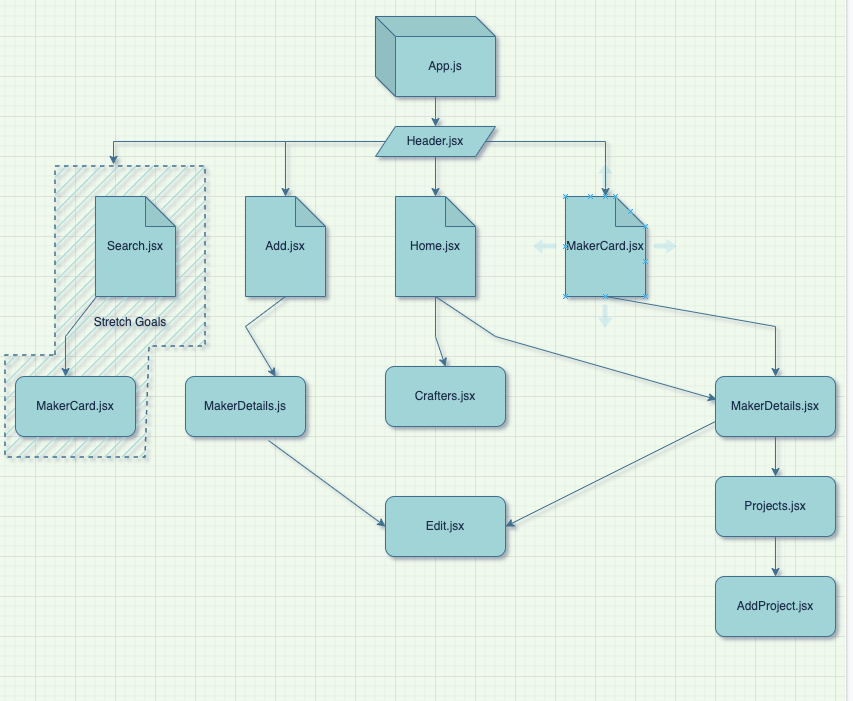 App.js
Header.jsx
Search.jsx
Add.jsx
Home.jsx
MakerCard.jsx
Stretch Goals
MakerCard.jsx
MakerDetails.js
Crafters.jsx
MakerDetails.jsx
Edit.jsx
Projects.jsx
AddProject.jsx